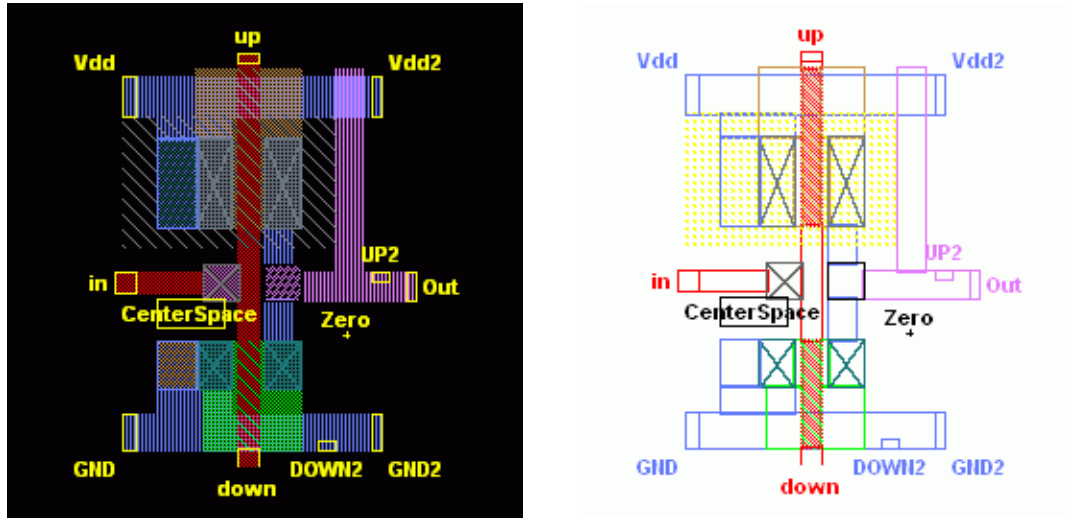 up
Vdd
Vdd2
UP2
in
Out
CenterSpace
Zero
GND
DOWN2
GND2
down
up
Vdd
Vdd2
UP2
in
Out
CenterSpace
Zero
GND
DOWN2
GND2
down